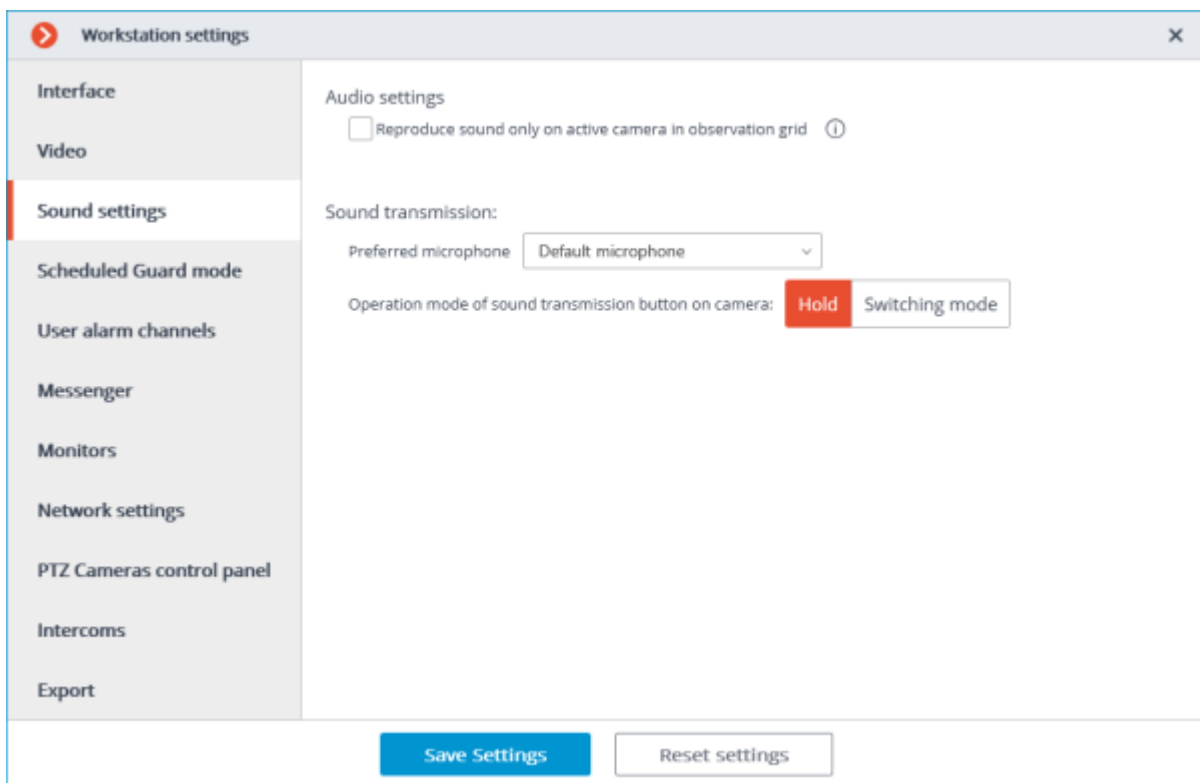 Workstation settings
Interface
Video
Sound settings
Scheduled Guard mode
User alarm channels
Messenger
Monitors
Network settings
PTZ Cameras control panel
Intercoms
Export
Audio settings
Reproduce sound only on active camera in observation grid
Sound transmission:
Preferred microphone Default microphone
Operation mode of sound transmission button on camera: Hold Switching mode
Save Settings Reset settings